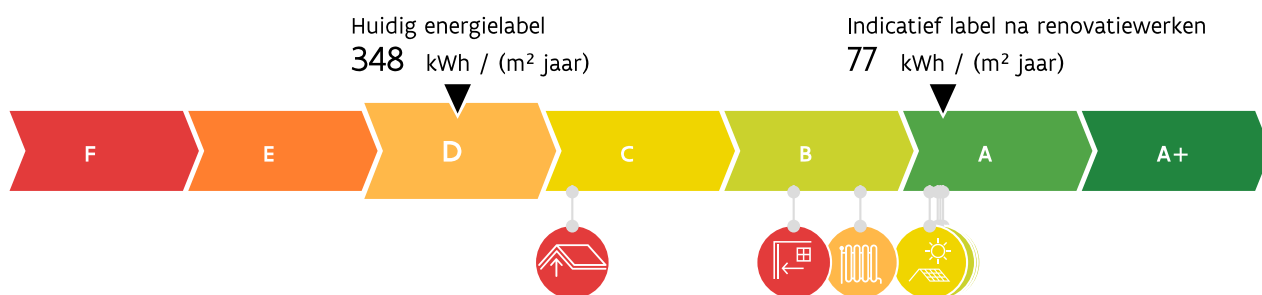 Huidig energielabel
348 kWh / (m² jaar)
Indicatief label na renovatiewerken
77 kWh / (m² jaar)
F E D C B A A+